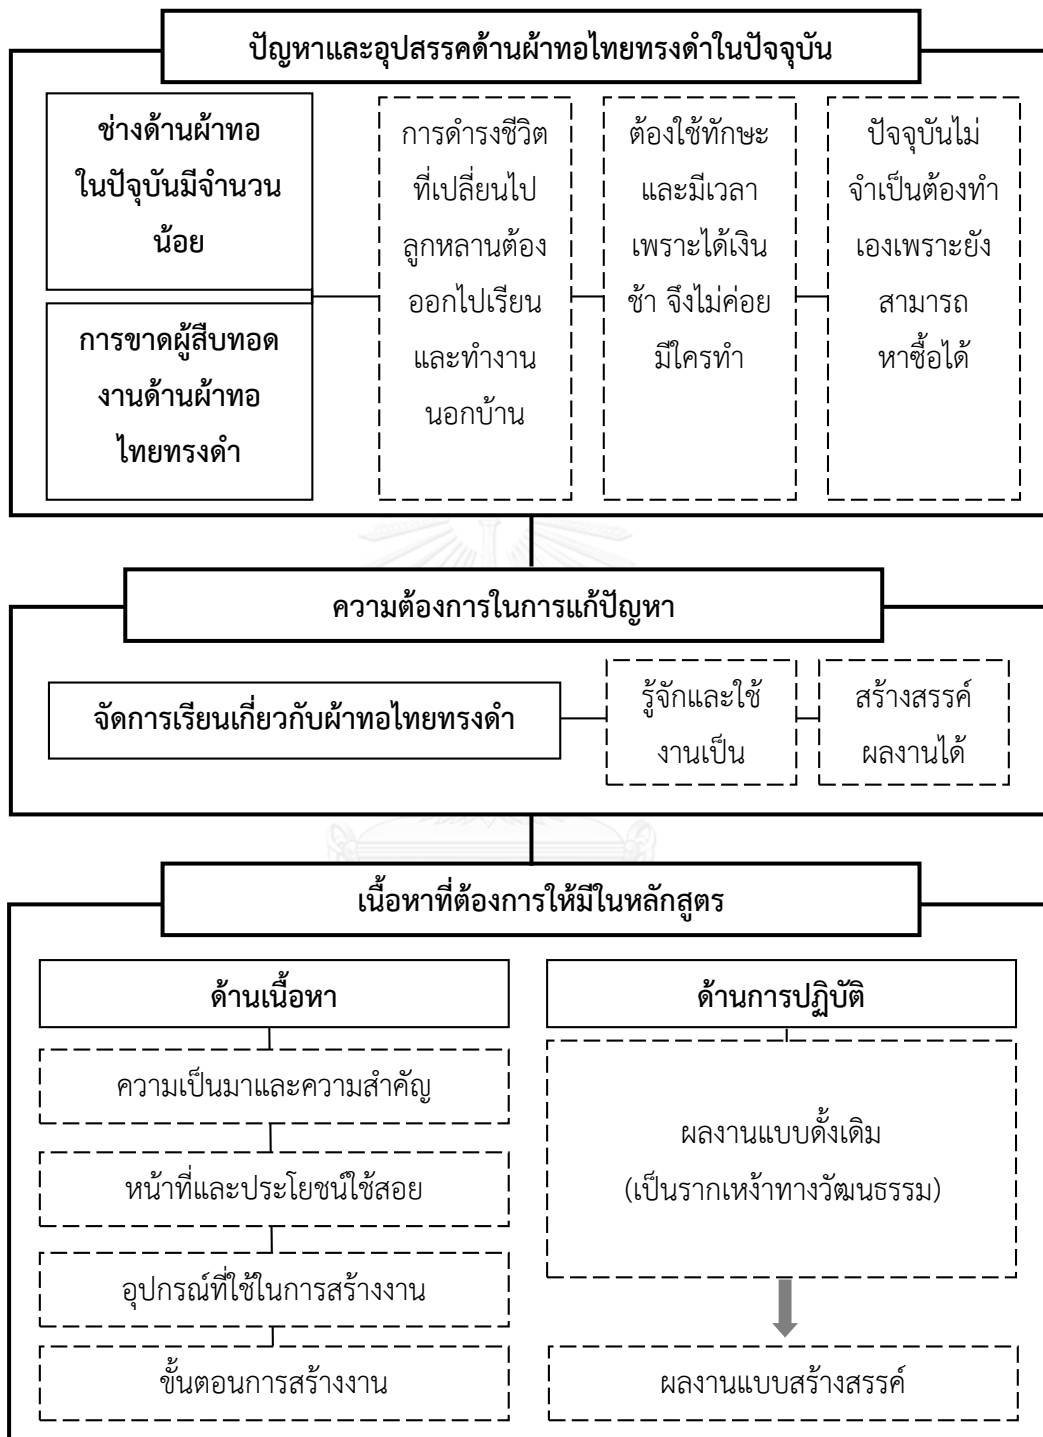 ปัญหาและอุปสรรคด้านผ้าทอไทยทรงดำในปัจจุบัน
ช่างด้านผ้าทอ
ในปัจุบันมีจำนวน
น้อย
การขาดผู้สืบทอด
งานด้านผ้าทอ
ไทยทรงดำ
การดำรงชีวิต
ที่เปลี่ยนไป
ลูกหลานต้อง
ออกไปเรียน
และทำงาน
นอกบ้าน
ต้องใช้ทักษะ
และมีเวลา
เพราะได้เงิน
ช้า จึงไม่ค่อย
มีใครทำ
ปัจจุบันไม่
จำเป็นต้องทำ
เองเพราะยัง
สามารถ
หาซื้อได้
ความต้องการในการแก้ปัญหา
จัดการเรียนเกี่ยวกับผ้าทอไทยทรงดำ
รู้จักและใช้
งานเป็น
สร้างสรรค์
ผลงานได้
เนื้อหาที่ต้องการให้มีในหลักสูตร
ด้านเนื้อหา
ความเป็นมาและความสำคัญ
หน้าที่และประโยชน์ใช้สอย
อุปกรณ์ที่ใช้ในการสร้างงาน
ขั้นตอนการสร้างงาน
ด้านการปฏิบัติ
ผลงานแบบดั้งเดิม
(เป็นรากเหง้าทางวัฒนธรรม)
ผลงานแบบสร้างสรรค์